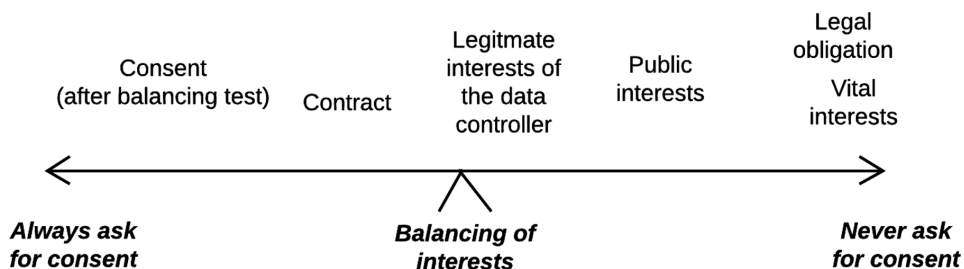 Consent
(after balancing test)
Contract
Legitmate
interests of
the data
controller
Public
interests
Legal
obligation
Vital
interests
Always ask
for consent
Balancing of
interests
Never ask
for consent